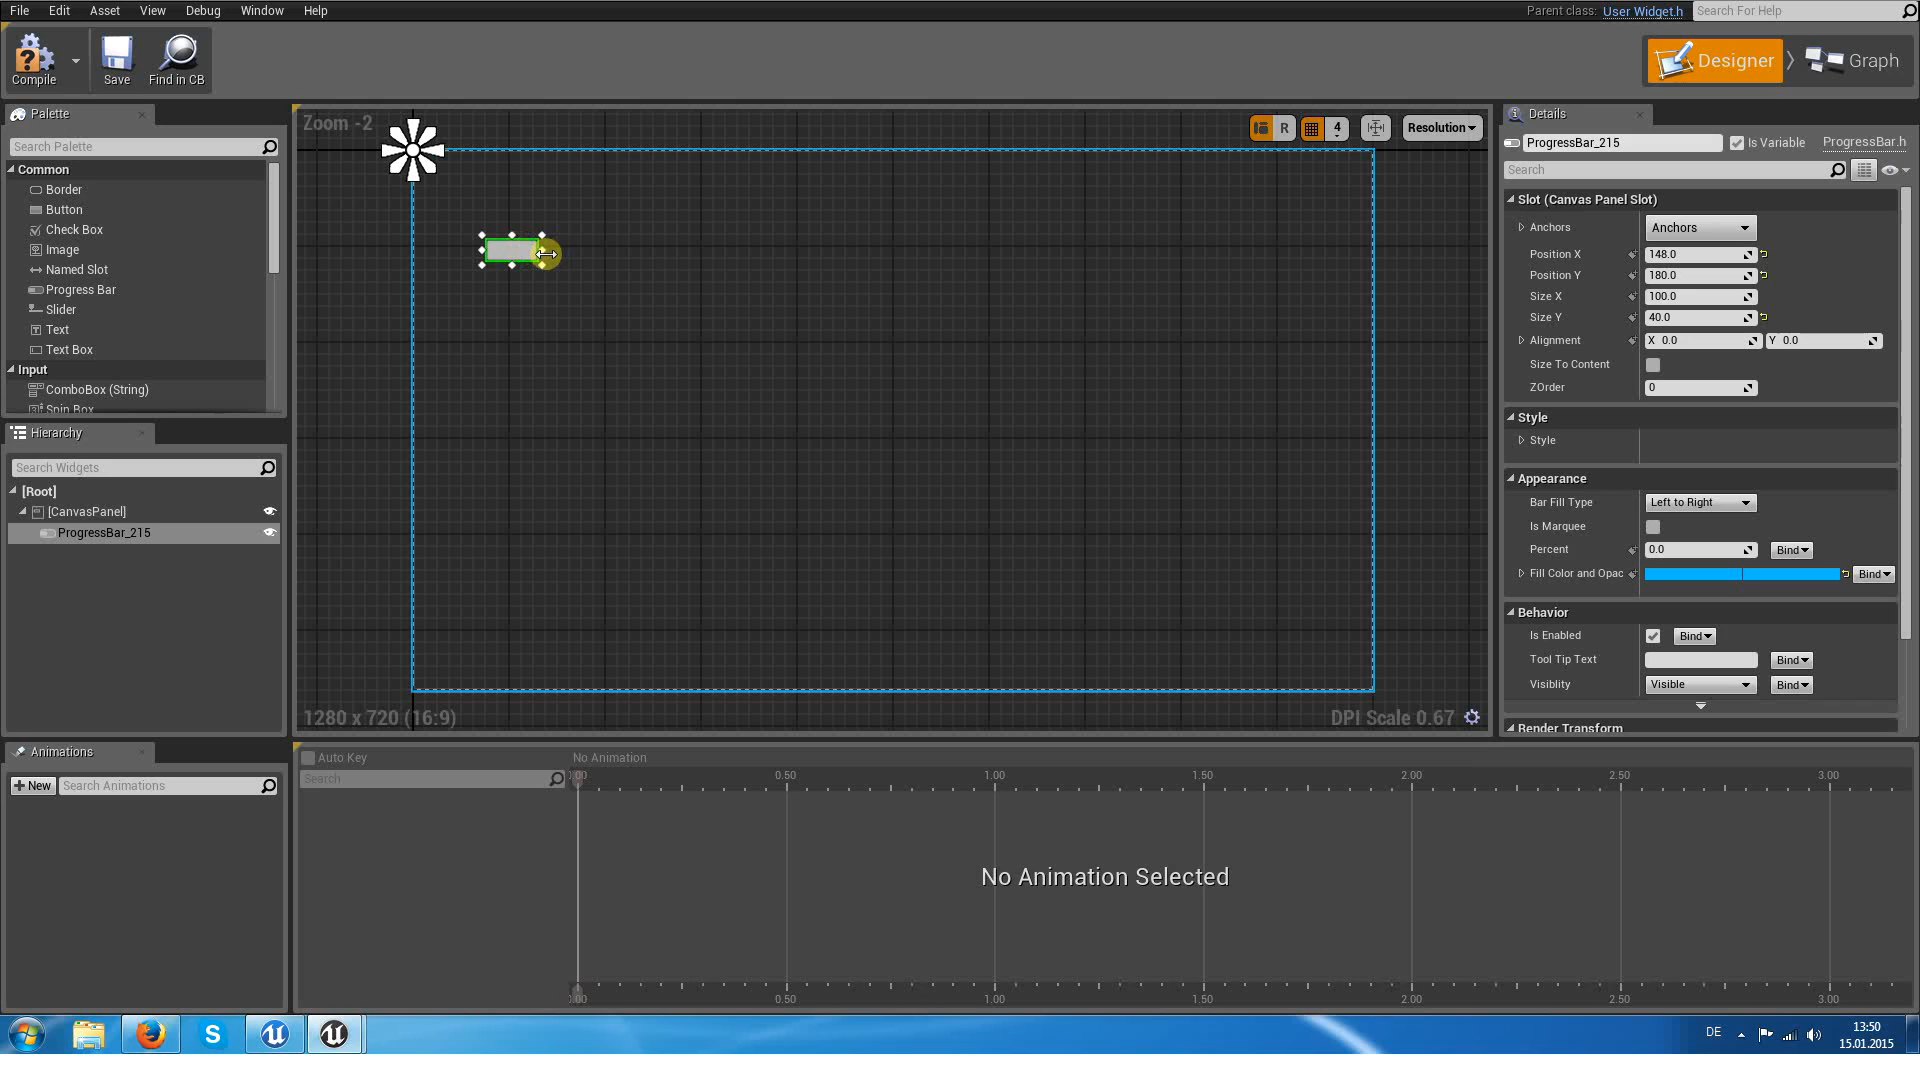 File Edit Asset View Debug Window Help
Parent class: User Widget.h Search For Help
Compile Save Find in CB
Designer Graph
Palette
Search Palette
Common
Border
Button
Check Box
Image
Named Slot
Progress Bar
Slider
Text
Text Box
Input
ComboBox (String)
Spin Box
Hierarchy
Search Widgets
[Root]
[CanvasPanel]
ProgressBar_215
Zoom -2
R 4 Resolution
1280 x 720 (16:9)
DPI Scale 0.67
Details
ProgressBar_215 Is Variable ProgressBar.h
Search
Slot (Canvas Panel Slot)
Anchors Anchors
Position X 148.0
Position Y 180.0
Size X 100.0
Size Y 40.0
Alignment X 0.0 Y 0.0
Size To Content
ZOrder 0
Style
Style
Appearance
Bar Fill Type Left to Right
Is Marquee
Percent 0.0 Bind
Fill Color and Opac Bind
Behavior
Is Enabled Bind
Tool Tip Text Bind
Visiblity Visible Bind
Render Transform
Animations
New Search Animations
Auto Key No Animation
Search
0.00 0.50 1.00 1.50 2.00 2.50 3.00
No Animation Selected
0.00 0.50 1.00 1.50 2.00 2.50 3.00
DE
13:50
15.01.2015